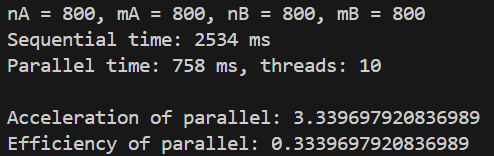 nA = 800, mA = 800, nB = 800, mB = 800
Sequential time: 2534 ms
Parallel time: 758 ms, threads: 10
Acceleration of parallel: 3.339697920836989
Efficiency of parallel: 0.3339697920836989